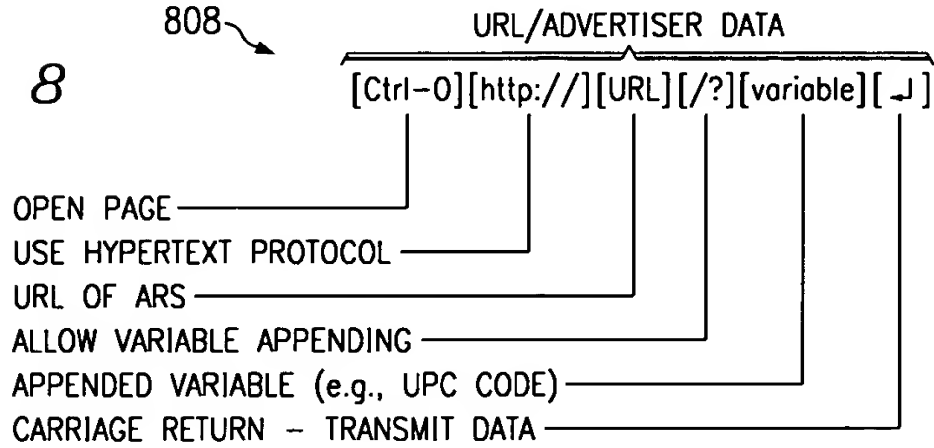 808
URL/ADVERTISER DATA
8
[Ctrl-O][http://][URL][/?][variable][↵]
OPEN PAGE
USE HYPERTEXT PROTOCOL
URL OF ARS
ALLOW VARIABLE APPENDING
APPENDED VARIABLE (e.g., UPC CODE)
CARRIAGE RETURN – TRANSMIT DATA